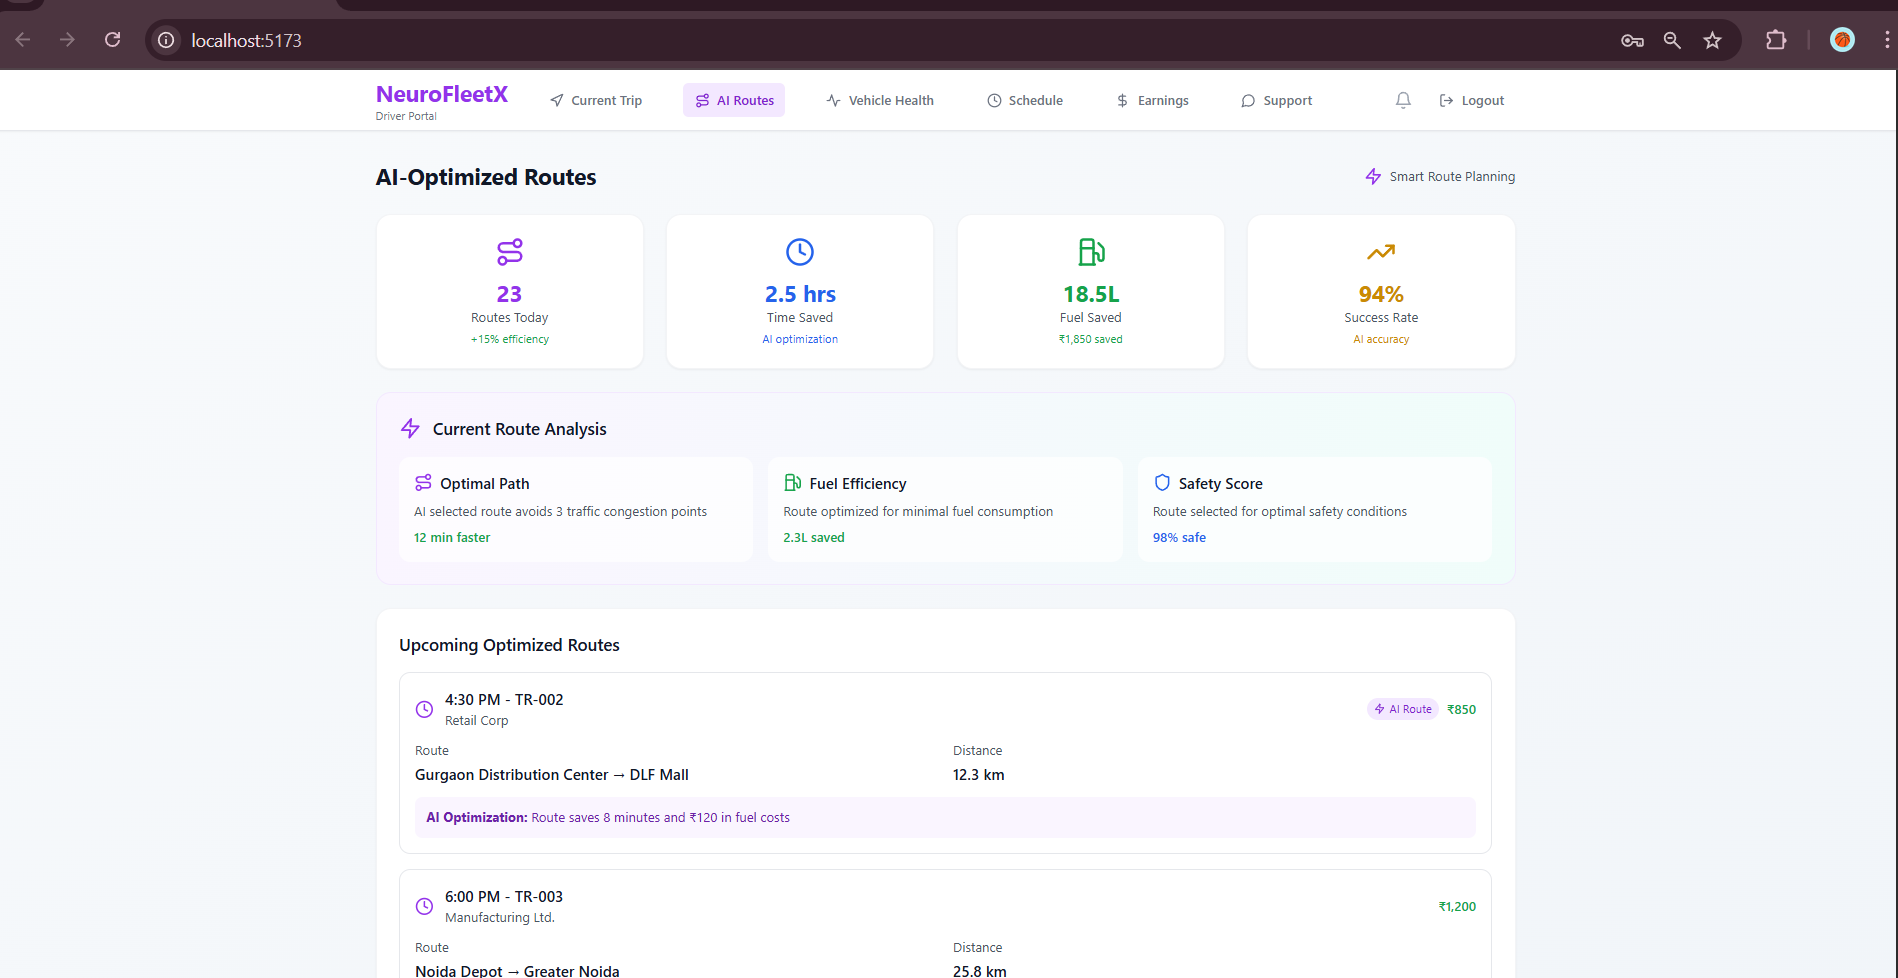 localhost:5173
NeuroFleetX
Driver Portal
Current Trip
AI Routes
Vehicle Health
Schedule
Earnings
Support
Logout
AI-Optimized Routes
Smart Route Planning
23
Routes Today
+15% efficiency
2.5 hrs
Time Saved
AI optimization
18.5L
Fuel Saved
₹1,850 saved
94%
Success Rate
AI accuracy
Current Route Analysis
Optimal Path
AI selected route avoids 3 traffic congestion points
12 min faster
Fuel Efficiency
Route optimized for minimal fuel consumption
2.3L saved
Safety Score
Route selected for optimal safety conditions
98% safe
Upcoming Optimized Routes
4:30 PM - TR-002
Retail Corp
AI Route
₹850
Route
Gurgaon Distribution Center → DLF Mall
Distance
12.3 km
AI Optimization: Route saves 8 minutes and ₹120 in fuel costs
6:00 PM - TR-003
Manufacturing Ltd.
₹1,200
Route
Noida Depot → Greater Noida
Distance
25.8 km